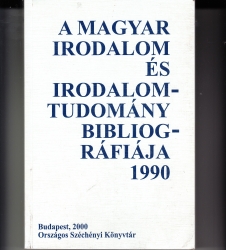 A MAGYAR
IRODALOM
ÉS
IRODALOM-
TUDOMÁNY
BIBLIOG-
RÁFIÁJA
1990
Budapest, 2000
Országos Széchényi Könyvtár